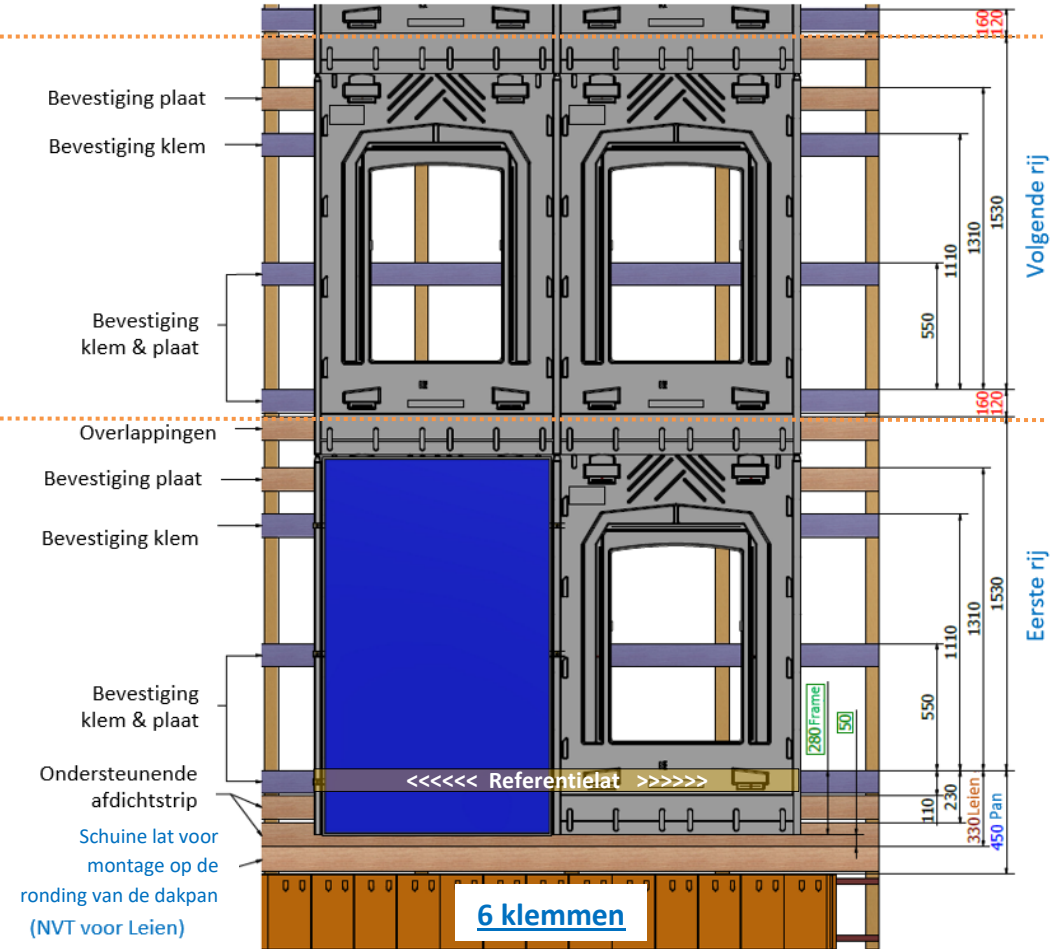 160
120
Bevestiging plaat
Bevestiging klem
Bevestiging
klem & plaat
550
1110
1310
1530
Volgende rij
160
120
Overlappingen
Bevestiging plaat
Bevestiging klem
Bevestiging
klem & plaat
Ondersteunende
afdichtstrip
Schuine lat voor
montage op de
ronding van de dakpan
(NVT voor Leien)
<<<<<< Referentielat >>>>>>
280 Frame
50
550
1110
1310
1530
Eerste rij
110
230
330 Leien
450 Pan
6 klemmen